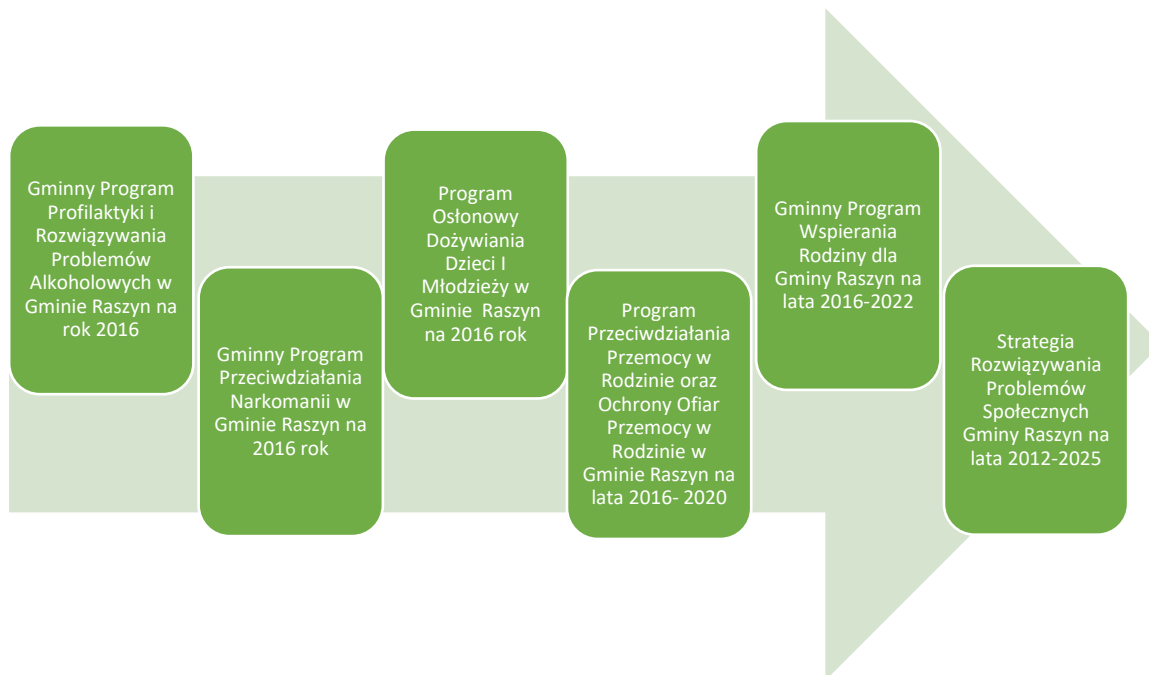 Gminny Program
Profilaktyki i
Rozwiązywania
Problemów
Alkoholowych w
Gminie Raszyn na
rok 2016
Gminny Program
Przeciwdziałania
Narkomanii w
Gminie Raszyn na
2016 rok
Program
Osłonowy
Dożywiania
Dzieci I
Młodzieży w
Gminie  Raszyn
na 2016 rok
Program
Przeciwdziałania
Przemocy w
Rodzinie oraz
Ochrony Ofiar
Przemocy w
Rodzinie w
Gminie Raszyn na
lata 2016- 2020
Gminny Program
Wspierania
Rodziny dla
Gminy Raszyn na
lata 2016-2022
Strategia
Rozwiązywania
Problemów
Społecznych
Gminy Raszyn na
lata 2012-2025